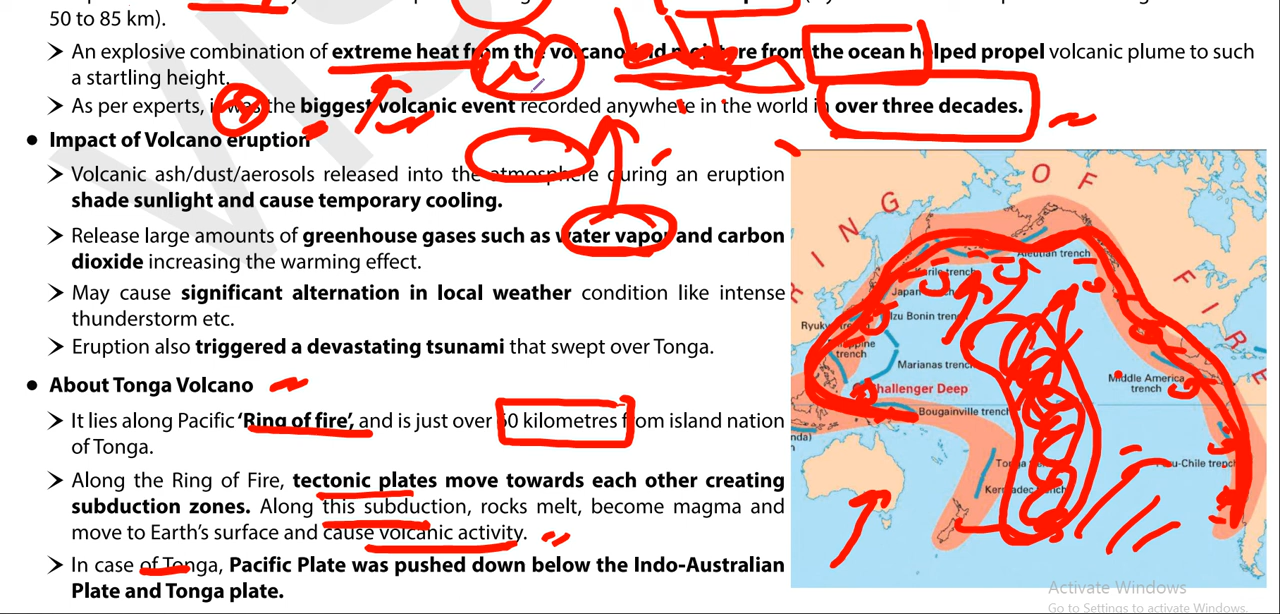 50 to 85 km).
➢ An explosive combination of extreme heat from the volcano and moisture from the ocean helped propel volcanic plume to such
a startling height.
➢ As per experts, it was the biggest volcanic event recorded anywhere in the world in over three decades.
● Impact of Volcano eruption
➢ Volcanic ash/dust/aerosols released into the atmosphere during an eruption
shade sunlight and cause temporary cooling.
➢ Release large amounts of greenhouse gases such as water vapor and carbon
dioxide increasing the warming effect.
➢ May cause significant alternation in local weather condition like intense
thunderstorm etc.
➢ Eruption also triggered a devastating tsunami that swept over Tonga.
● About Tonga Volcano
➢ It lies along Pacific 'Ring of fire', and is just over 60 kilometres from island nation
of Tonga.
➢ Along the Ring of Fire, tectonic plates move towards each other creating
subduction zones. Along this subduction, rocks melt, become magma and
move to Earth's surface and cause volcanic activity.
➢ In case of Tonga, Pacific Plate was pushed down below the Indo-Australian
Plate and Tonga plate.
RING OF FIRE
Aleutian trench
Kurile trench
Japan
Izu Bonin trench
Ryukyu trench
Philippine
trench
Marianas trench
Challenger Deep
Middle America
trench
Bougainville trench
Tonga
Kermadec trench
Peru-Chile trench
Activate Windows
Go to Settings to activate Windows.